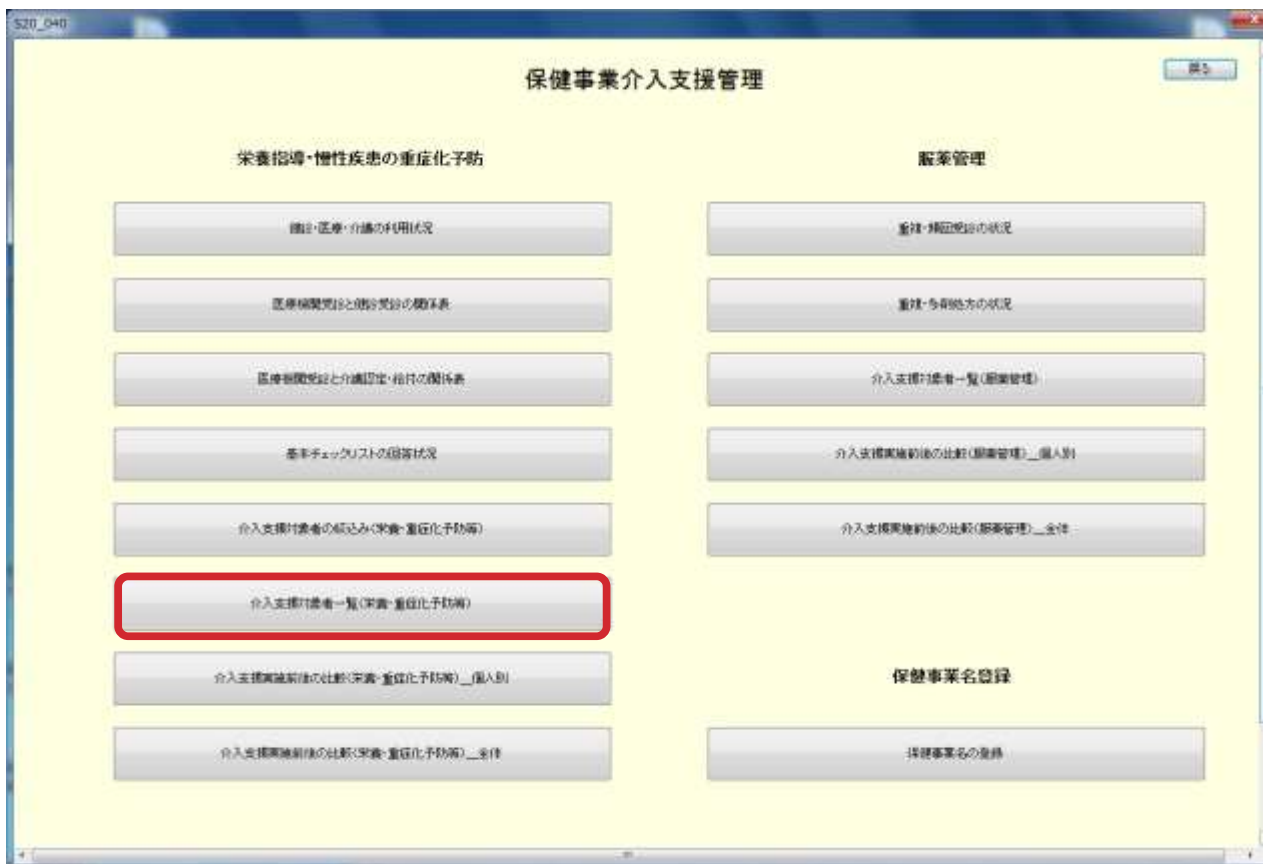 S20_040
保健事業介入支援管理
戻る
栄養指導・慢性疾患の重症化予防
健診・医療・介護の利用状況
医療機関受診と健診受診の関係表
医療機関受診と介護認定・給付の関係表
基本チェックリストの回答状況
介入支援対象者の絞込み(栄養・重症化予防等)
介入支援対象者一覧(栄養・重症化予防等)
介入支援実施前後の比較(栄養・重症化予防等)__個人別
介入支援実施前後の比較(栄養・重症化予防等)__全体
服薬管理
重複・頻回受診の状況
重複・多剤処方の状況
介入支援対象者一覧(服薬管理)
介入支援実施前後の比較(服薬管理)__個人別
介入支援実施前後の比較(服薬管理)__全体
保健事業名登録
保健事業名の登録